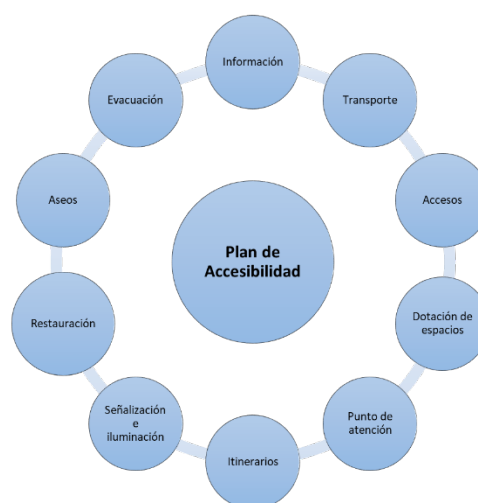 Información
Transporte
Accesos
Dotación de
espacios
Punto de
atención
Itinerarios
Señalización
e
iluminación
Restauración
Aseos
Evacuación
Plan de
Accesibilidad